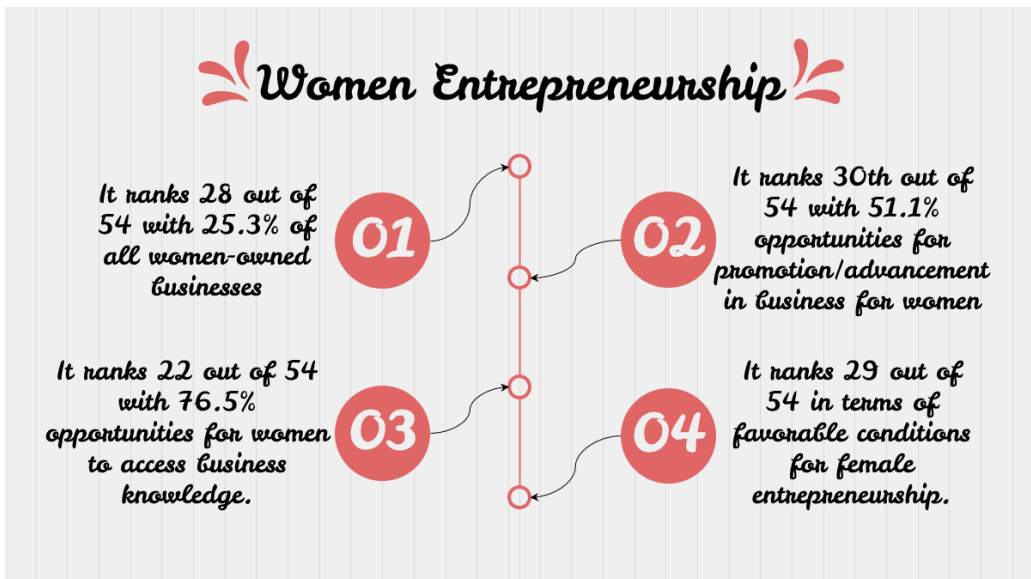 Women Entrepreneurship
It ranks 28 out of
54 with 25.3% of
all women-owned
businesses
01
02
It ranks 30th out of
54 with 51.1%
opportunities for
promotion/advancement
in business for women
It ranks 22 out of 54
with 76.5%
opportunities for women
to access business
knowledge.
03
04
It ranks 29 out of
54 in terms of
favorable conditions
for female
entrepreneurship.